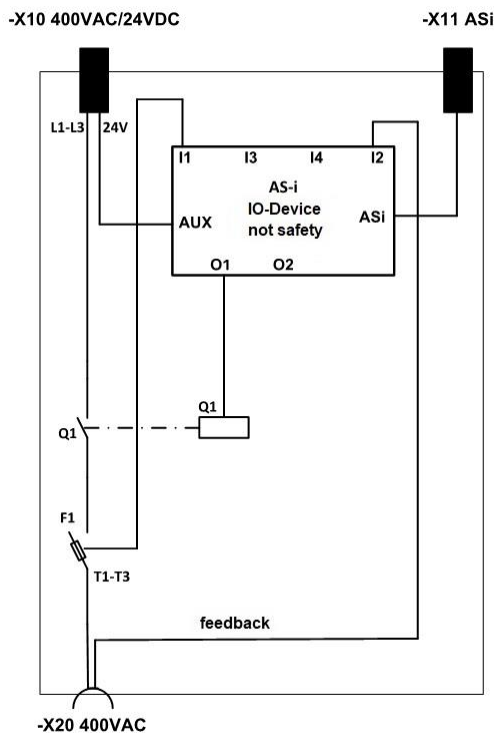 -X10 400VAC/24VDC
-X11 ASi
L1-L3 24V
I1 I3 I4 I2
AS-i
IO-Device
not safety
AUX
ASi
O1 O2
Q1
Q1
F1
T1-T3
feedback
-X20 400VAC